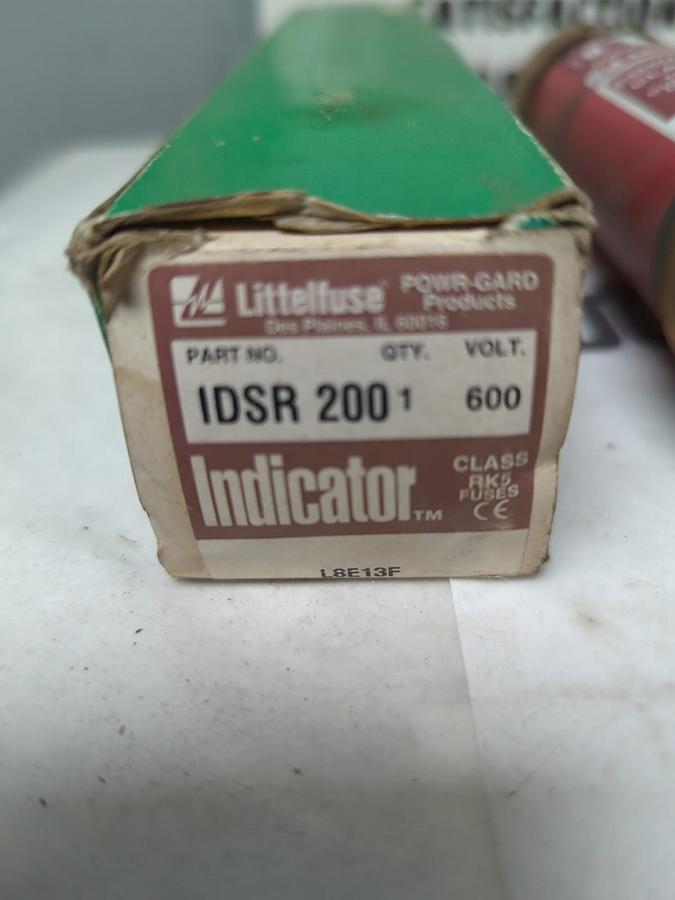 SATISFACTION
Littelfuse® POWR-GARD
Products
Des Plaines, IL 60016
PART NO. QTY. VOLT.
IDSR 200 1 600
Indicator™
CLASS
RK5
FUSES
CE
L8E13F